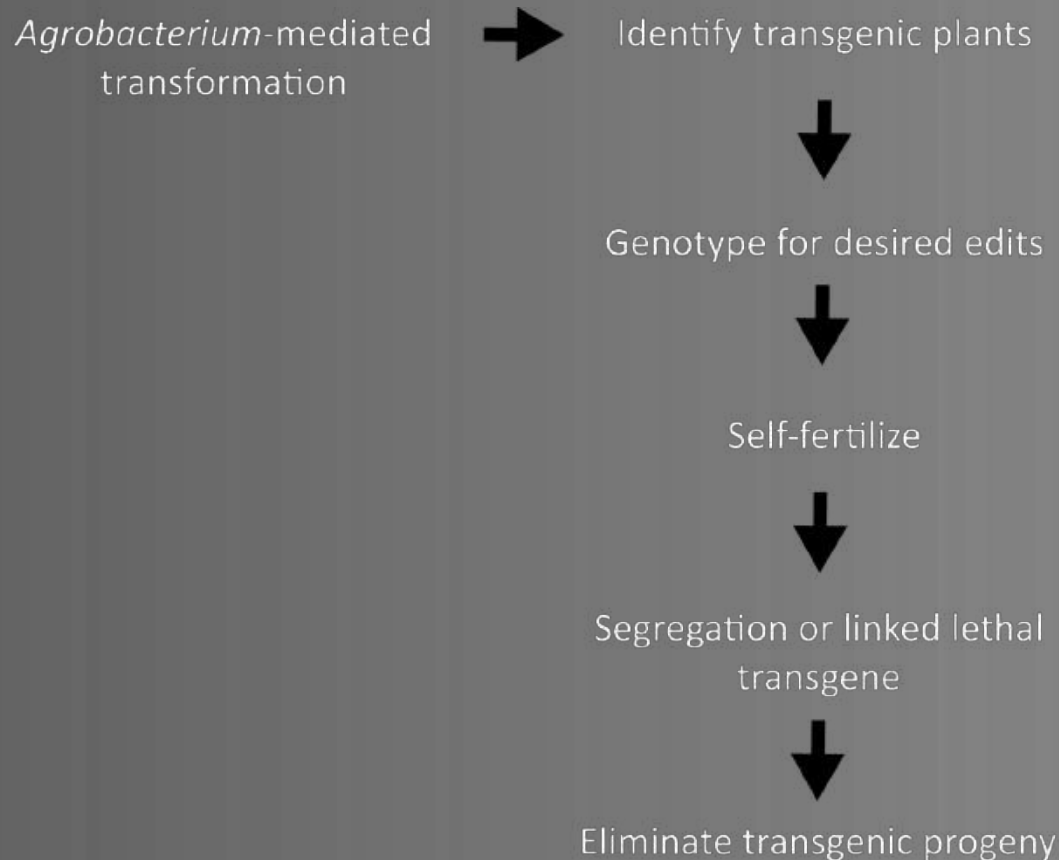 Agrobacterium-mediated
transformation
Identify transgenic plants
Genotype for desired edits
Self-fertilize
Segregation or linked lethal
transgene
Eliminate transgenic progeny